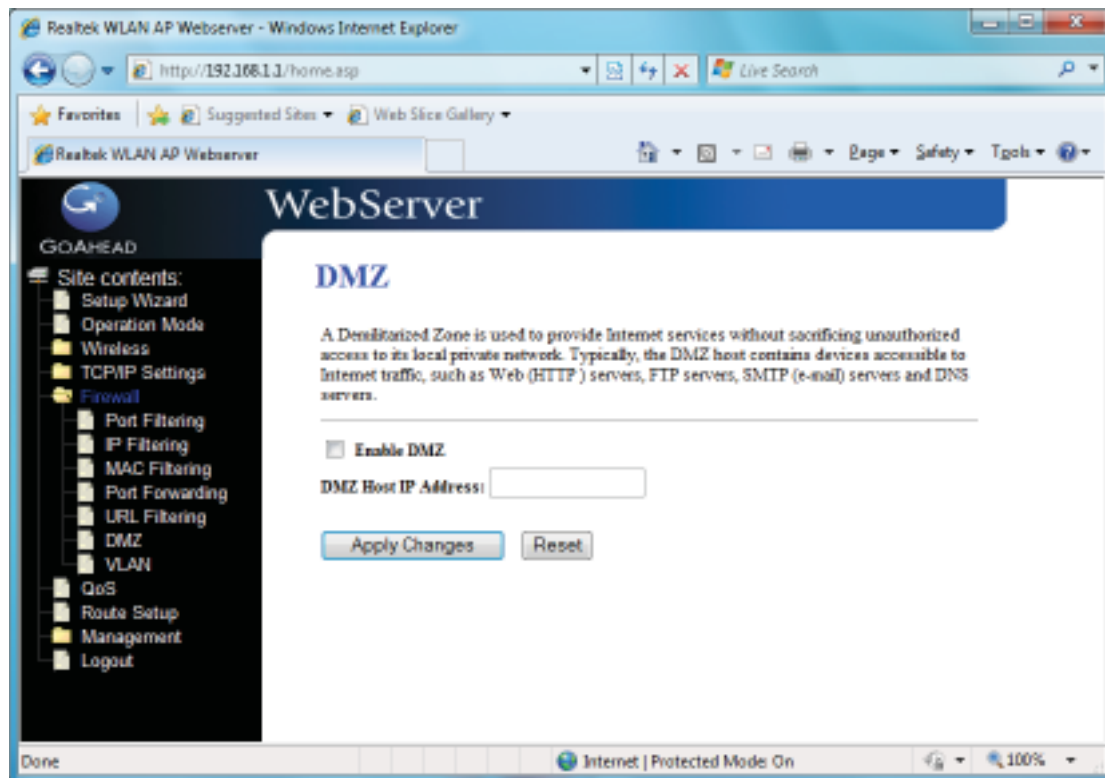 Realtek WLAN AP Webserver - Windows Internet Explorer
http://192.168.1.1/home.asp
Live Search
Favorites Suggested Sites Web Slice Gallery
Realtek WLAN AP Webserver
Page Safety Tools
GOAHEAD
WebServer
Site contents:
Setup Wizard
Operation Mode
Wireless
TCP/IP Settings
Firewall
Port Filtering
IP Filtering
MAC Filtering
Port Forwarding
URL Filtering
DMZ
VLAN
QoS
Route Setup
Management
Logout
DMZ
A Demilitarized Zone is used to provide Internet services without sacrificing unauthorized
access to its local private network. Typically, the DMZ host contains devices accessible to
Internet traffic, such as Web (HTTP ) servers, FTP servers, SMTP (e-mail) servers and DNS
servers.
Enable DMZ
DMZ Host IP Address:
Apply Changes Reset
Done Internet | Protected Mode: On 100%